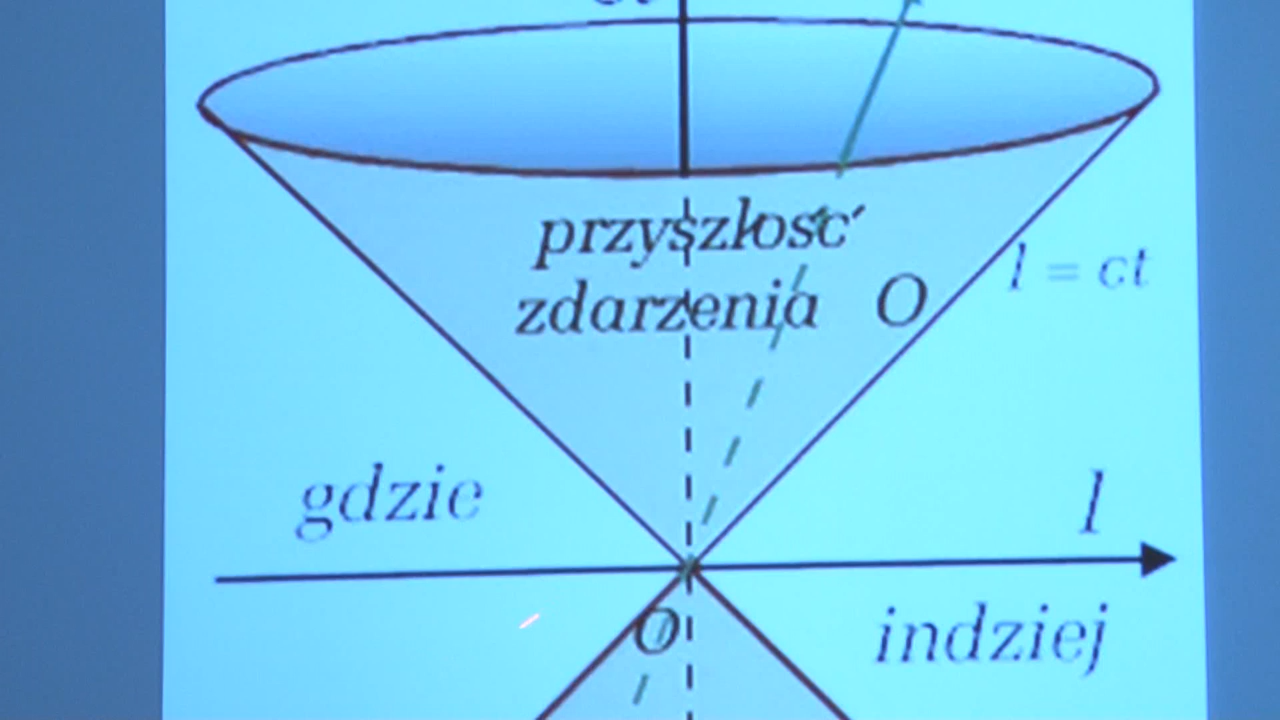 przyszłość
zdarzenia O
l = ct
gdzie
l
O
indziej